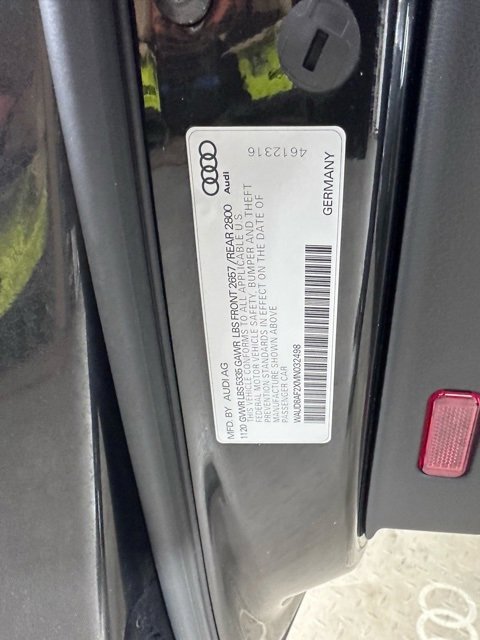 Audi
4612316
MFD. BY AUDI AG
11.20 GVWR LBS 5335 GAWR LBS FRONT 2657 / REAR 2800
THIS VEHICLE CONFORMS TO ALL APPLICABLE U.S.
FEDERAL MOTOR VEHICLE SAFETY, BUMPER AND THEFT
PREVENTION STANDARDS IN EFFECT ON THE DATE OF
MANUFACTURE SHOWN ABOVE
PASSENGER CAR
WAUD8AF2XMN032498
GERMANY